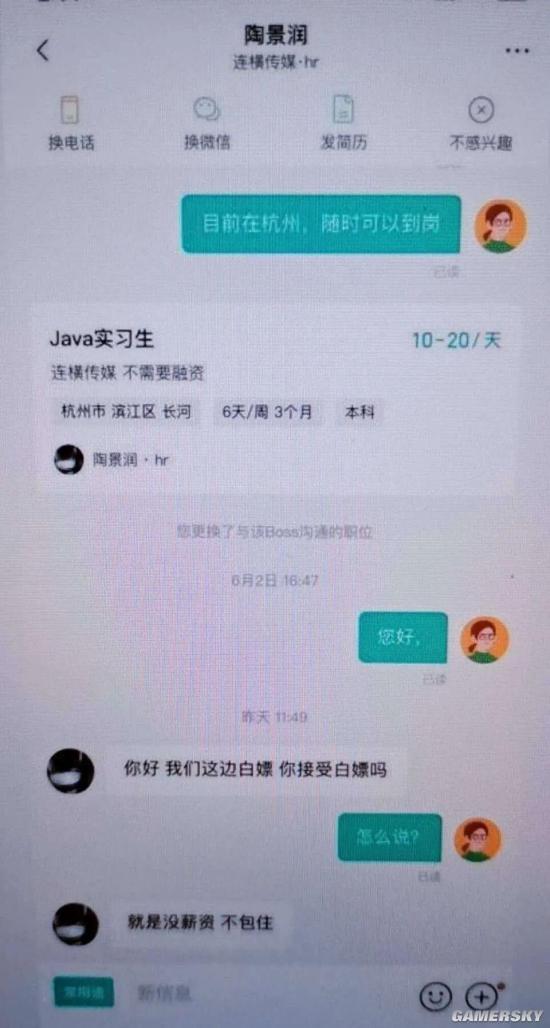 陶景润
连横传媒·hr
换电话
换微信
发简历
不感兴趣
目前在杭州，随时可以到岗
已读
Java实习生
10-20/天
连横传媒 不需要融资
杭州市 滨江区 长河
6天/周 3个月
本科
陶景润·hr
您更换了与该Boss沟通的职位
6月2日 16:47
您好，
已读
昨天 11:49
你好 我们这边白嫖 你接受白嫖吗
怎么说？
已读
就是没薪资 不包住
常用语
新信息
GAMERSKY